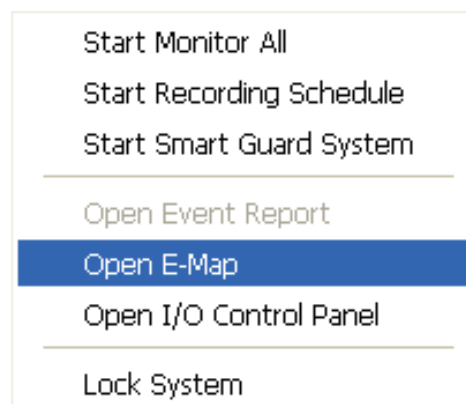 Start Monitor All
Start Recording Schedule
Start Smart Guard System
Open Event Report
Open E-Map
Open I/O Control Panel
Lock System